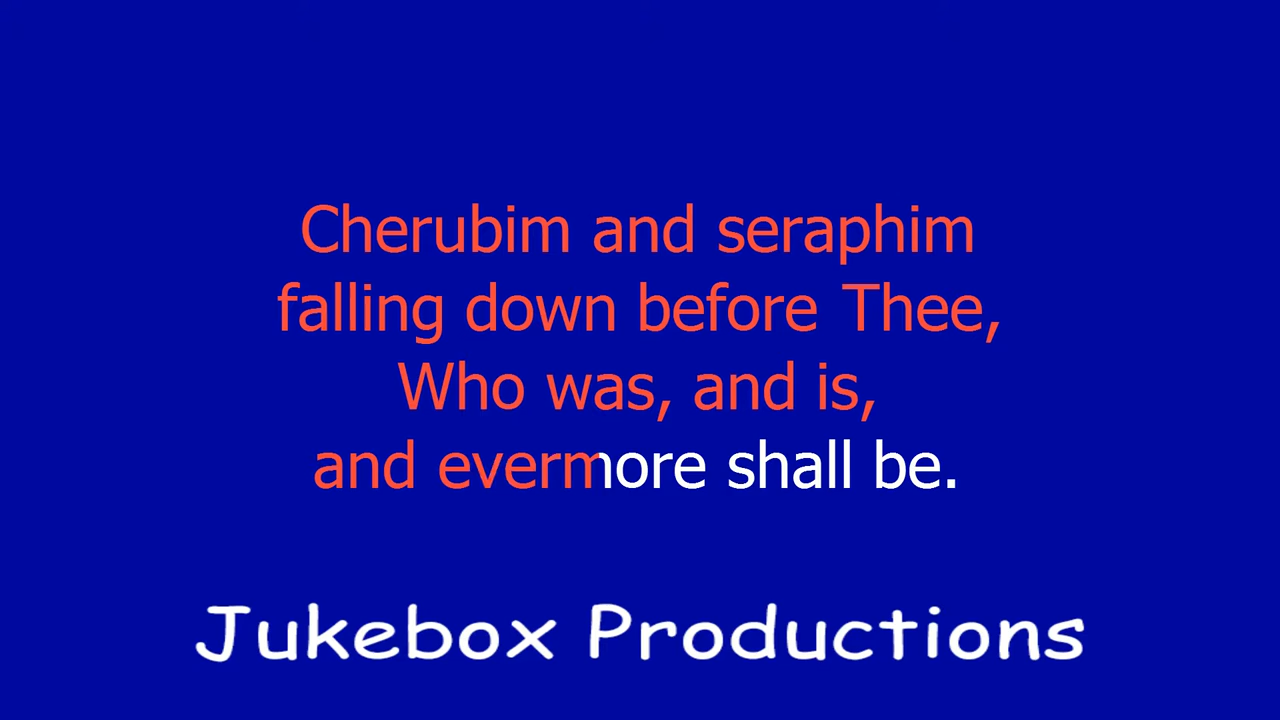 Cherubim and seraphim
falling down before Thee,
Who was, and is,
and evermore shall be.
Jukebox Productions